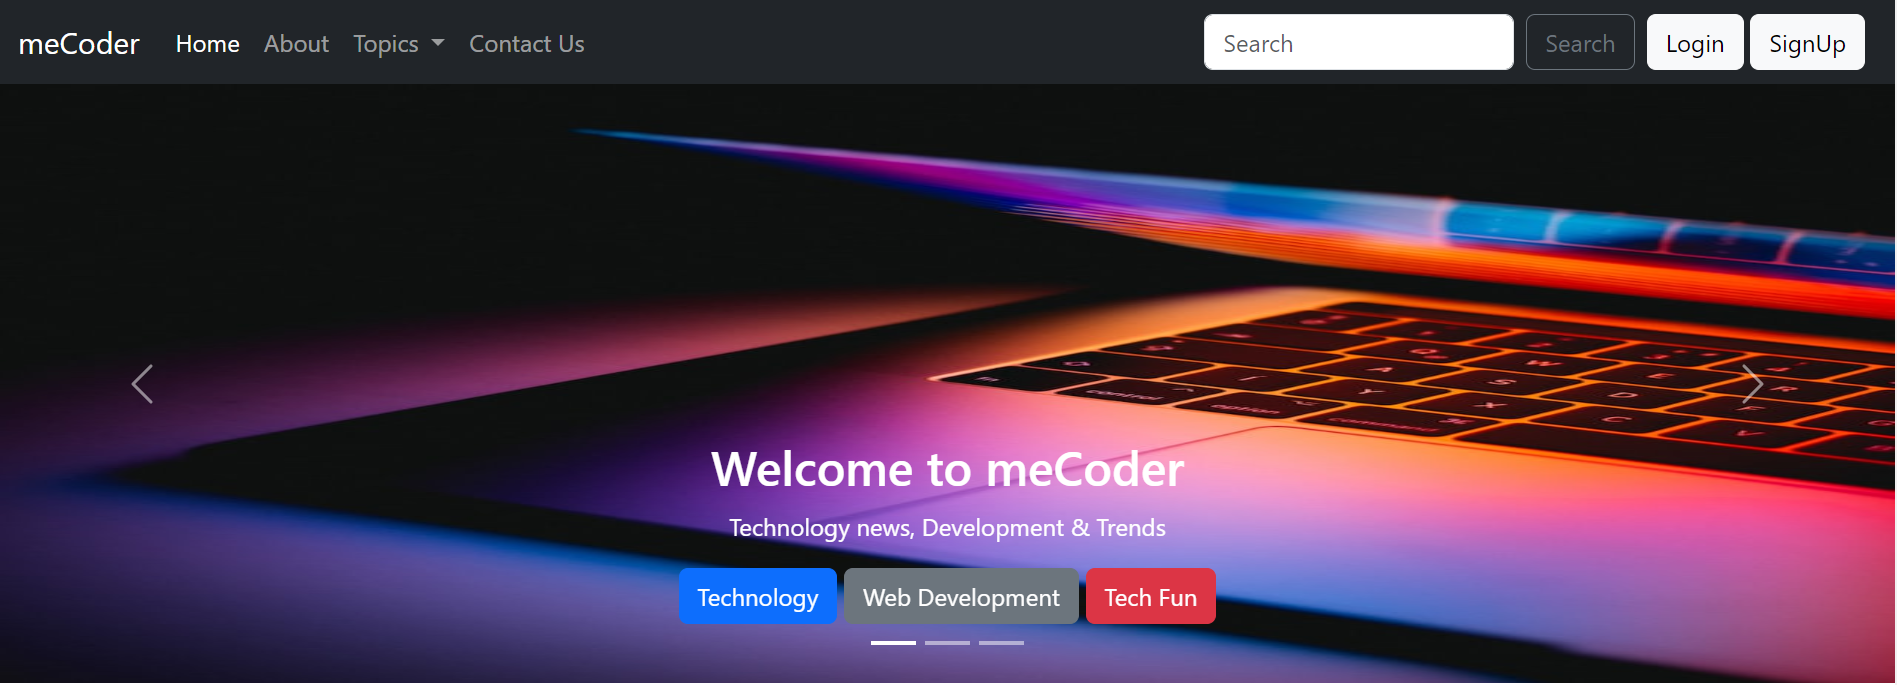 meCoder Home About Topics Contact Us Search Search Login SignUp
Welcome to meCoder
Technology news, Development & Trends
Technology Web Development Tech Fun